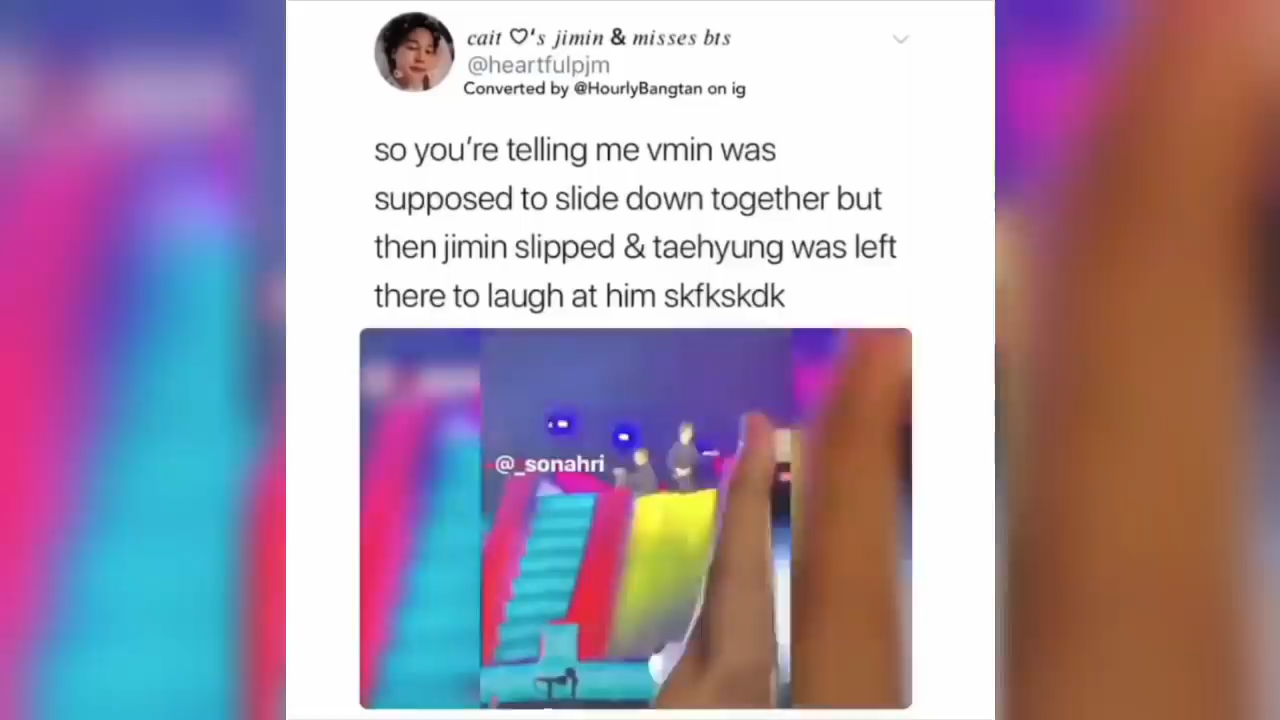 cait ♡'s jimin & misses bts
@heartfulpjm
Converted by @HourlyBangtan on ig
so you're telling me vmin was
supposed to slide down together but
then jimin slipped & taehyung was left
there to laugh at him skfkskdk
@_sonahri